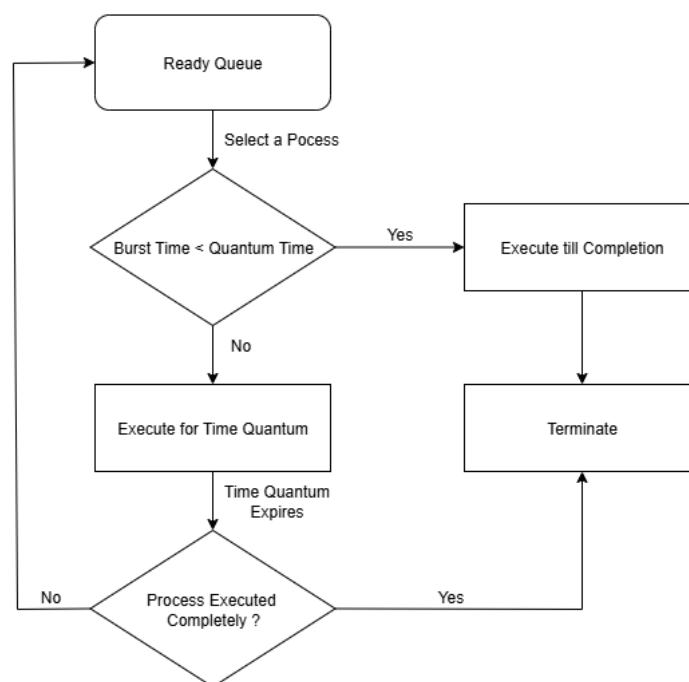 Ready Queue
Select a Pocess
Burst Time < Quantum Time
Yes
Execute till Completion
No
Execute for Time Quantum
Terminate
Time Quantum
Expires
No
Process Executed
Completely ?
Yes